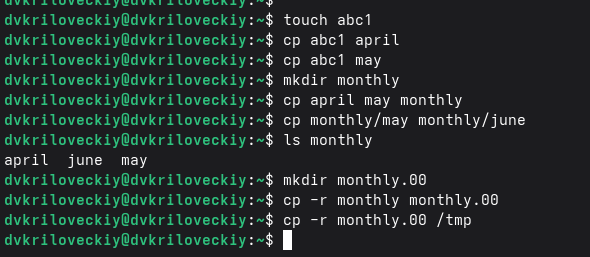 dvkriloveckiy@dvkriloveckiy:~$
dvkriloveckiy@dvkriloveckiy:~$ touch abc1
dvkriloveckiy@dvkriloveckiy:~$ cp abc1 april
dvkriloveckiy@dvkriloveckiy:~$ cp abc1 may
dvkriloveckiy@dvkriloveckiy:~$ mkdir monthly
dvkriloveckiy@dvkriloveckiy:~$ cp april may monthly
dvkriloveckiy@dvkriloveckiy:~$ cp monthly/may monthly/june
dvkriloveckiy@dvkriloveckiy:~$ ls monthly
april  june  may
dvkriloveckiy@dvkriloveckiy:~$ mkdir monthly.00
dvkriloveckiy@dvkriloveckiy:~$ cp -r monthly monthly.00
dvkriloveckiy@dvkriloveckiy:~$ cp -r monthly.00 /tmp
dvkriloveckiy@dvkriloveckiy:~$